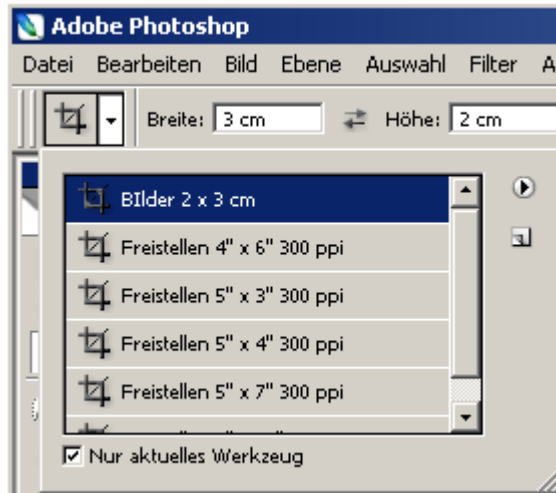 Adobe Photoshop
Datei Bearbeiten Bild Ebene Auswahl Filter A
Breite: 3 cm Höhe: 2 cm
BIlder 2 x 3 cm
Freistellen 4" x 6" 300 ppi
Freistellen 5" x 3" 300 ppi
Freistellen 5" x 4" 300 ppi
Freistellen 5" x 7" 300 ppi
Nur aktuelles Werkzeug